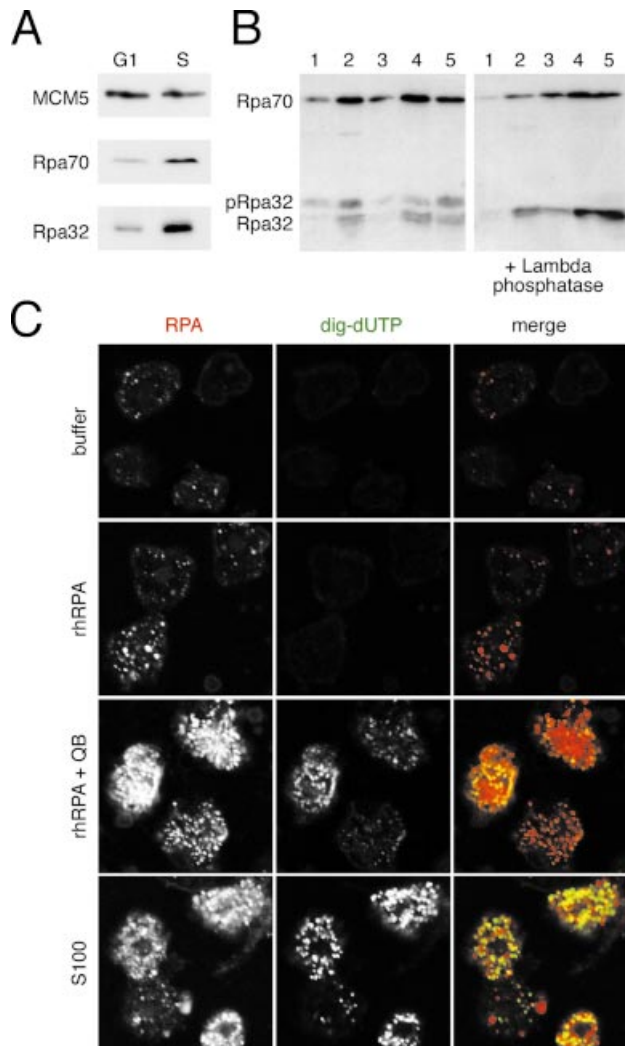 A
G1 S
MCM5
Rpa70
Rpa32
B
1 2 3 4 5 1 2 3 4 5
Rpa70
pRpa32
Rpa32
+ Lambda
phosphatase
C
RPA dig-dUTP merge
buffer
rhRPA
rhRPA + QB
S100